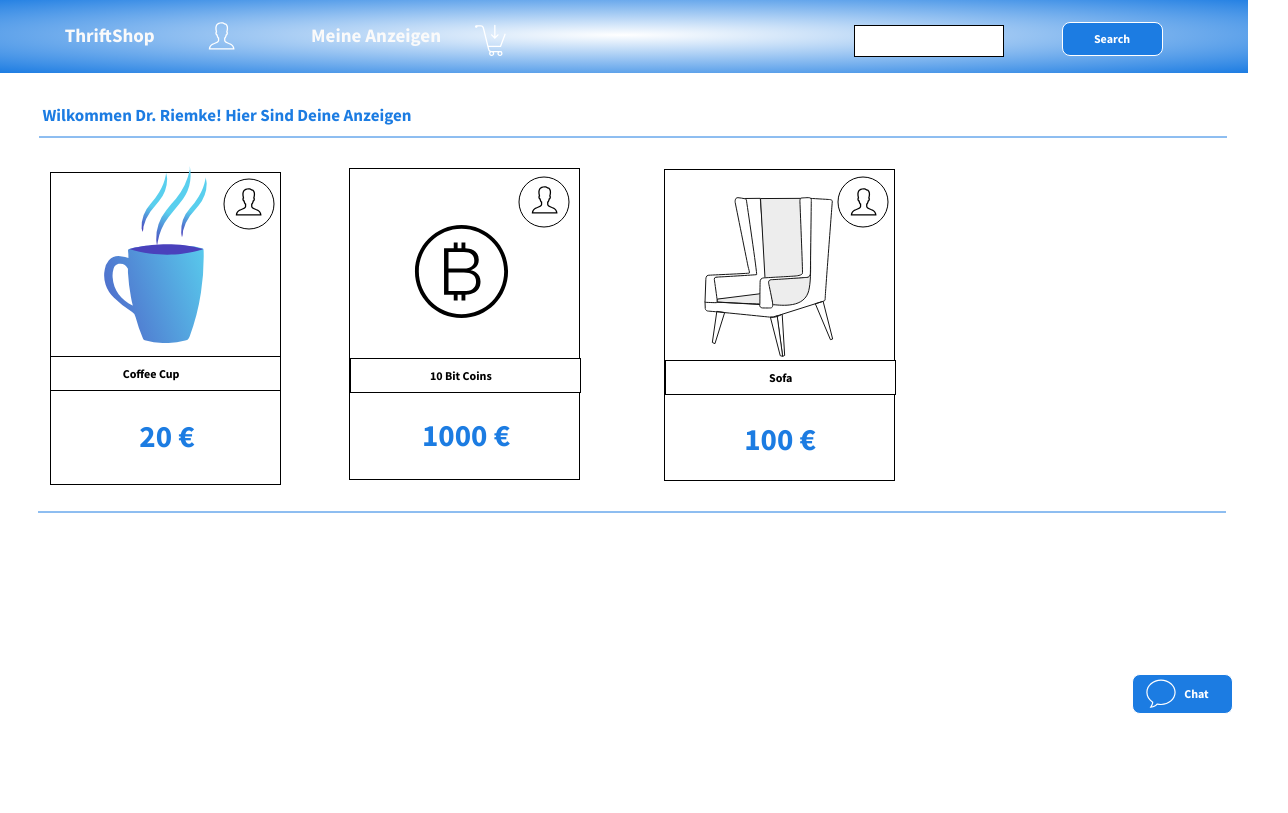 ThriftShop
Meine Anzeigen
Search
Wilkommen Dr. Riemke! Hier Sind Deine Anzeigen
Coffee Cup
10 Bit Coins
Sofa
20 €
1000 €
100 €
Chat